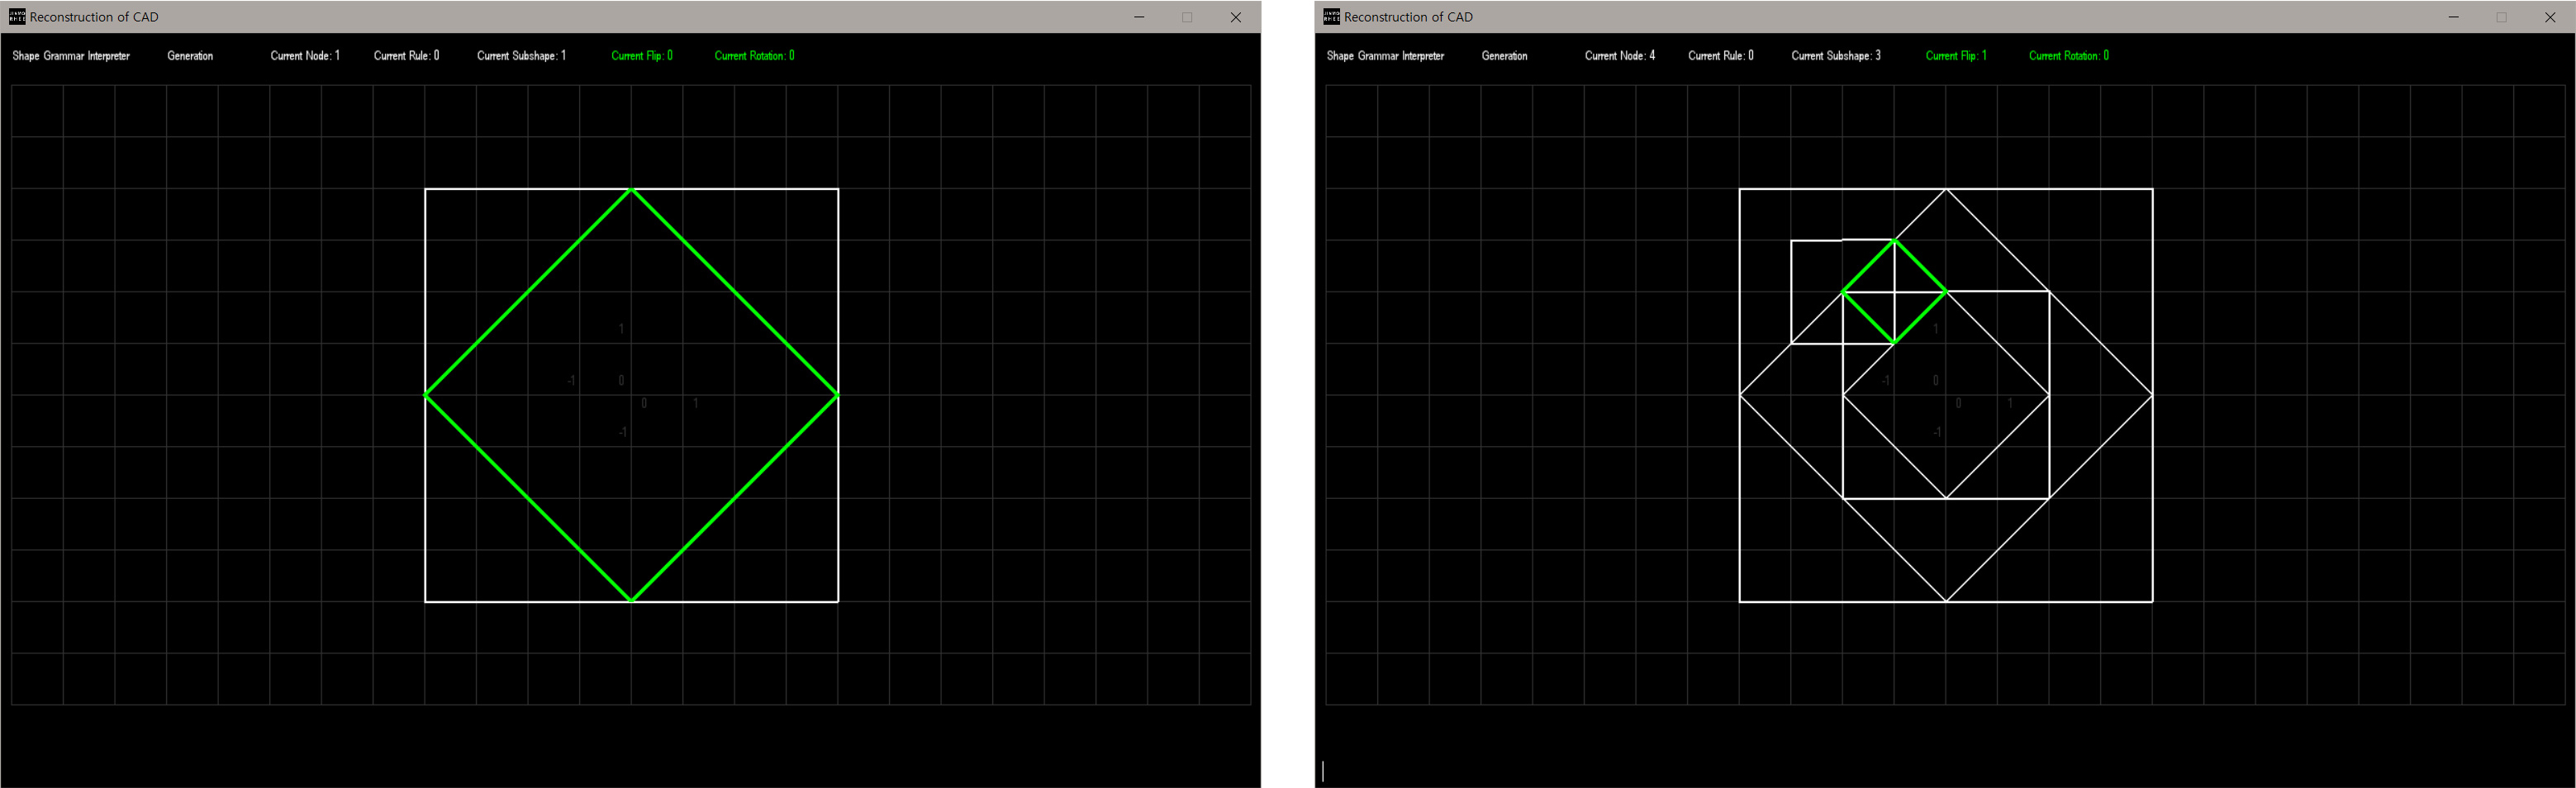 Reconstruction of CAD
Shape Grammar Interpreter Generation Current Node: 1 Current Rule: 0 Current Subshape: 1 Current Flip: 0 Current Rotation: 0
1
-1 0
0 1
-1
Reconstruction of CAD
Shape Grammar Interpreter Generation Current Node: 4 Current Rule: 0 Current Subshape: 3 Current Flip: 1 Current Rotation: 0
1
-1 0
0 1
-1